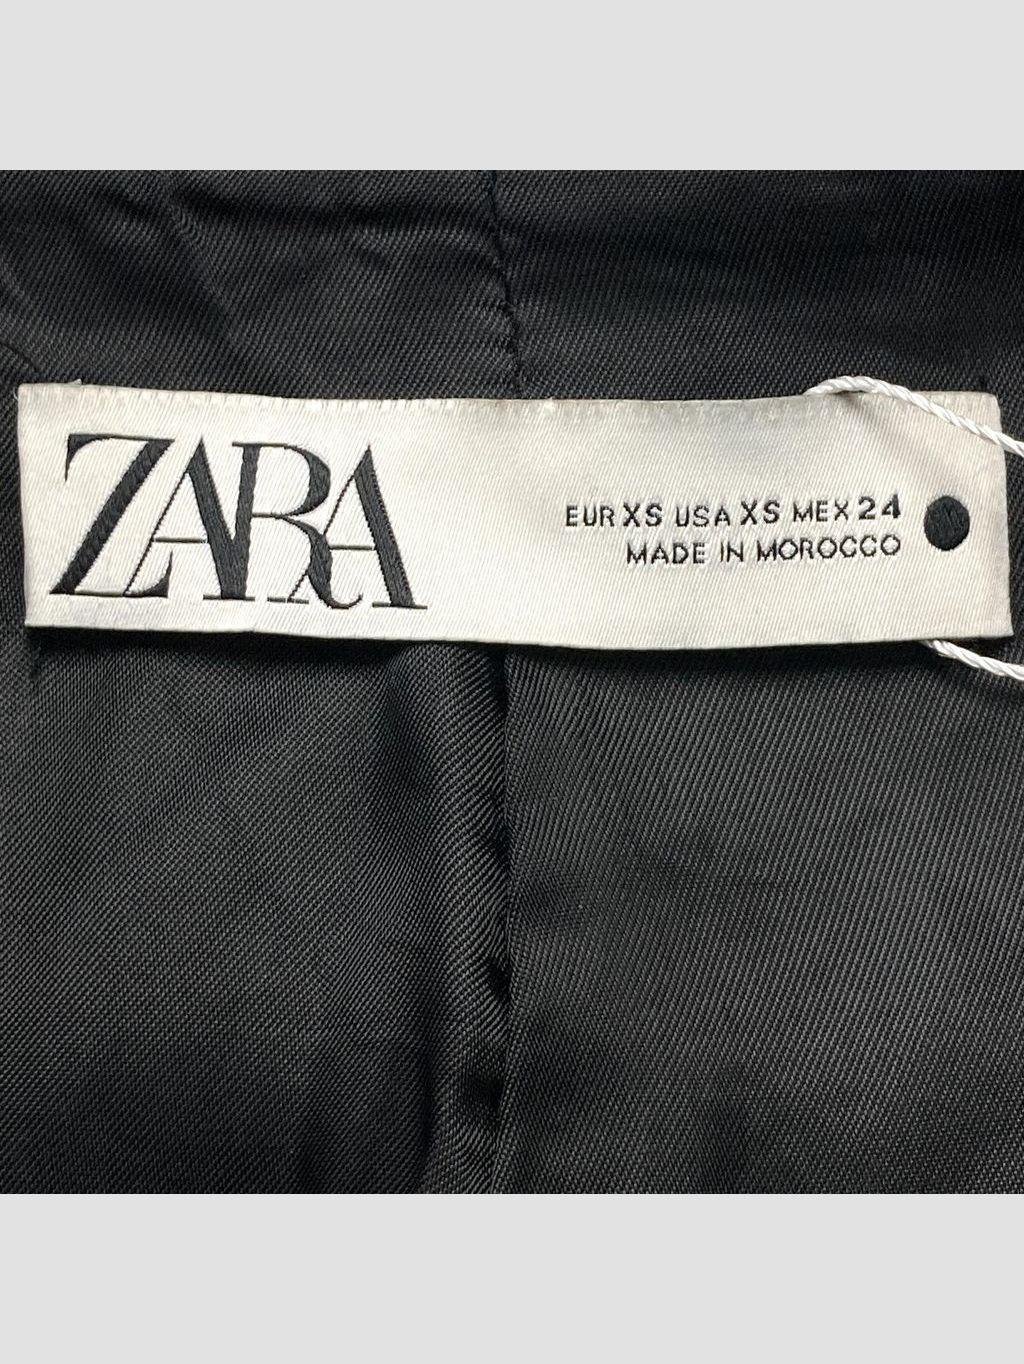 ZARA
EUR XS USA XS MEX 24
MADE IN MOROCCO